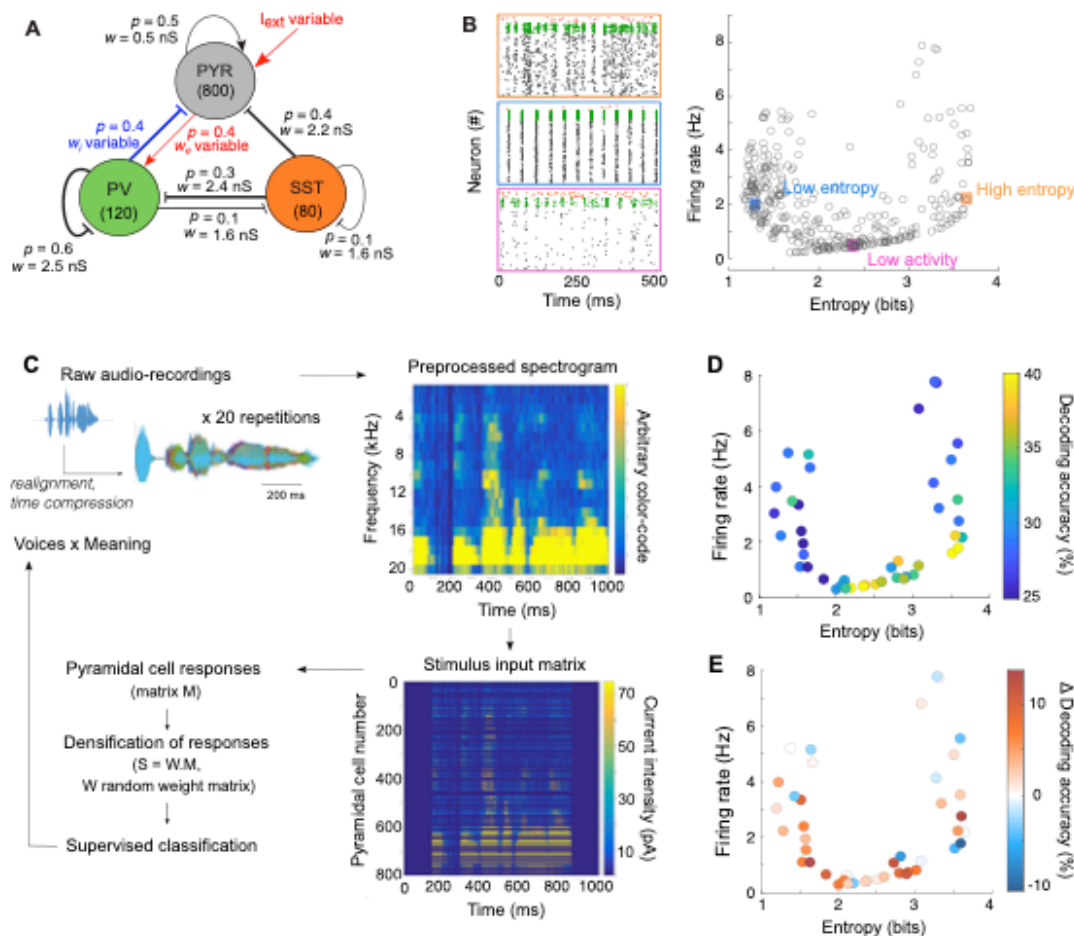 A
p = 0.5
w = 0.5 nS
I_ext variable
PYR
(800)
p = 0.4
w_i variable
p = 0.4
w_e variable
p = 0.4
w = 2.2 nS
PV
(120)
p = 0.3
w = 2.4 nS
SST
(80)
p = 0.1
w = 1.6 nS
p = 0.6
w = 2.5 nS
p = 0.1
w = 1.6 nS
B
Neuron (#)
0 250 500
Time (ms)
Firing rate (Hz)
8
6
4
2
0
Low entropy
High entropy
Low activity
1 2 3 4
Entropy (bits)
C
Raw audio-recordings
x 20 repetitions
realignment,
time compression
200 ms
Voices x Meaning
Preprocessed spectrogram
Frequency (kHz)
4
8
12
16
20
0 200 400 600 800 1000
Time (ms)
Arbitrary color-code
Stimulus input matrix
Pyramidal cell number
0
200
400
600
800
0 200 400 600 800 1000
Time (ms)
70
50
30
10
Current intensity (pA)
Pyramidal cell responses
(matrix M)
Densification of responses
(S = W.M,
W random weight matrix)
Supervised classification
D
Firing rate (Hz)
8
6
4
2
0
1 2 3 4
Entropy (bits)
40
35
30
25
Decoding accuracy (%)
E
Firing rate (Hz)
8
6
4
2
0
1 2 3 4
Entropy (bits)
10
0
-10
Δ Decoding accuracy (%)